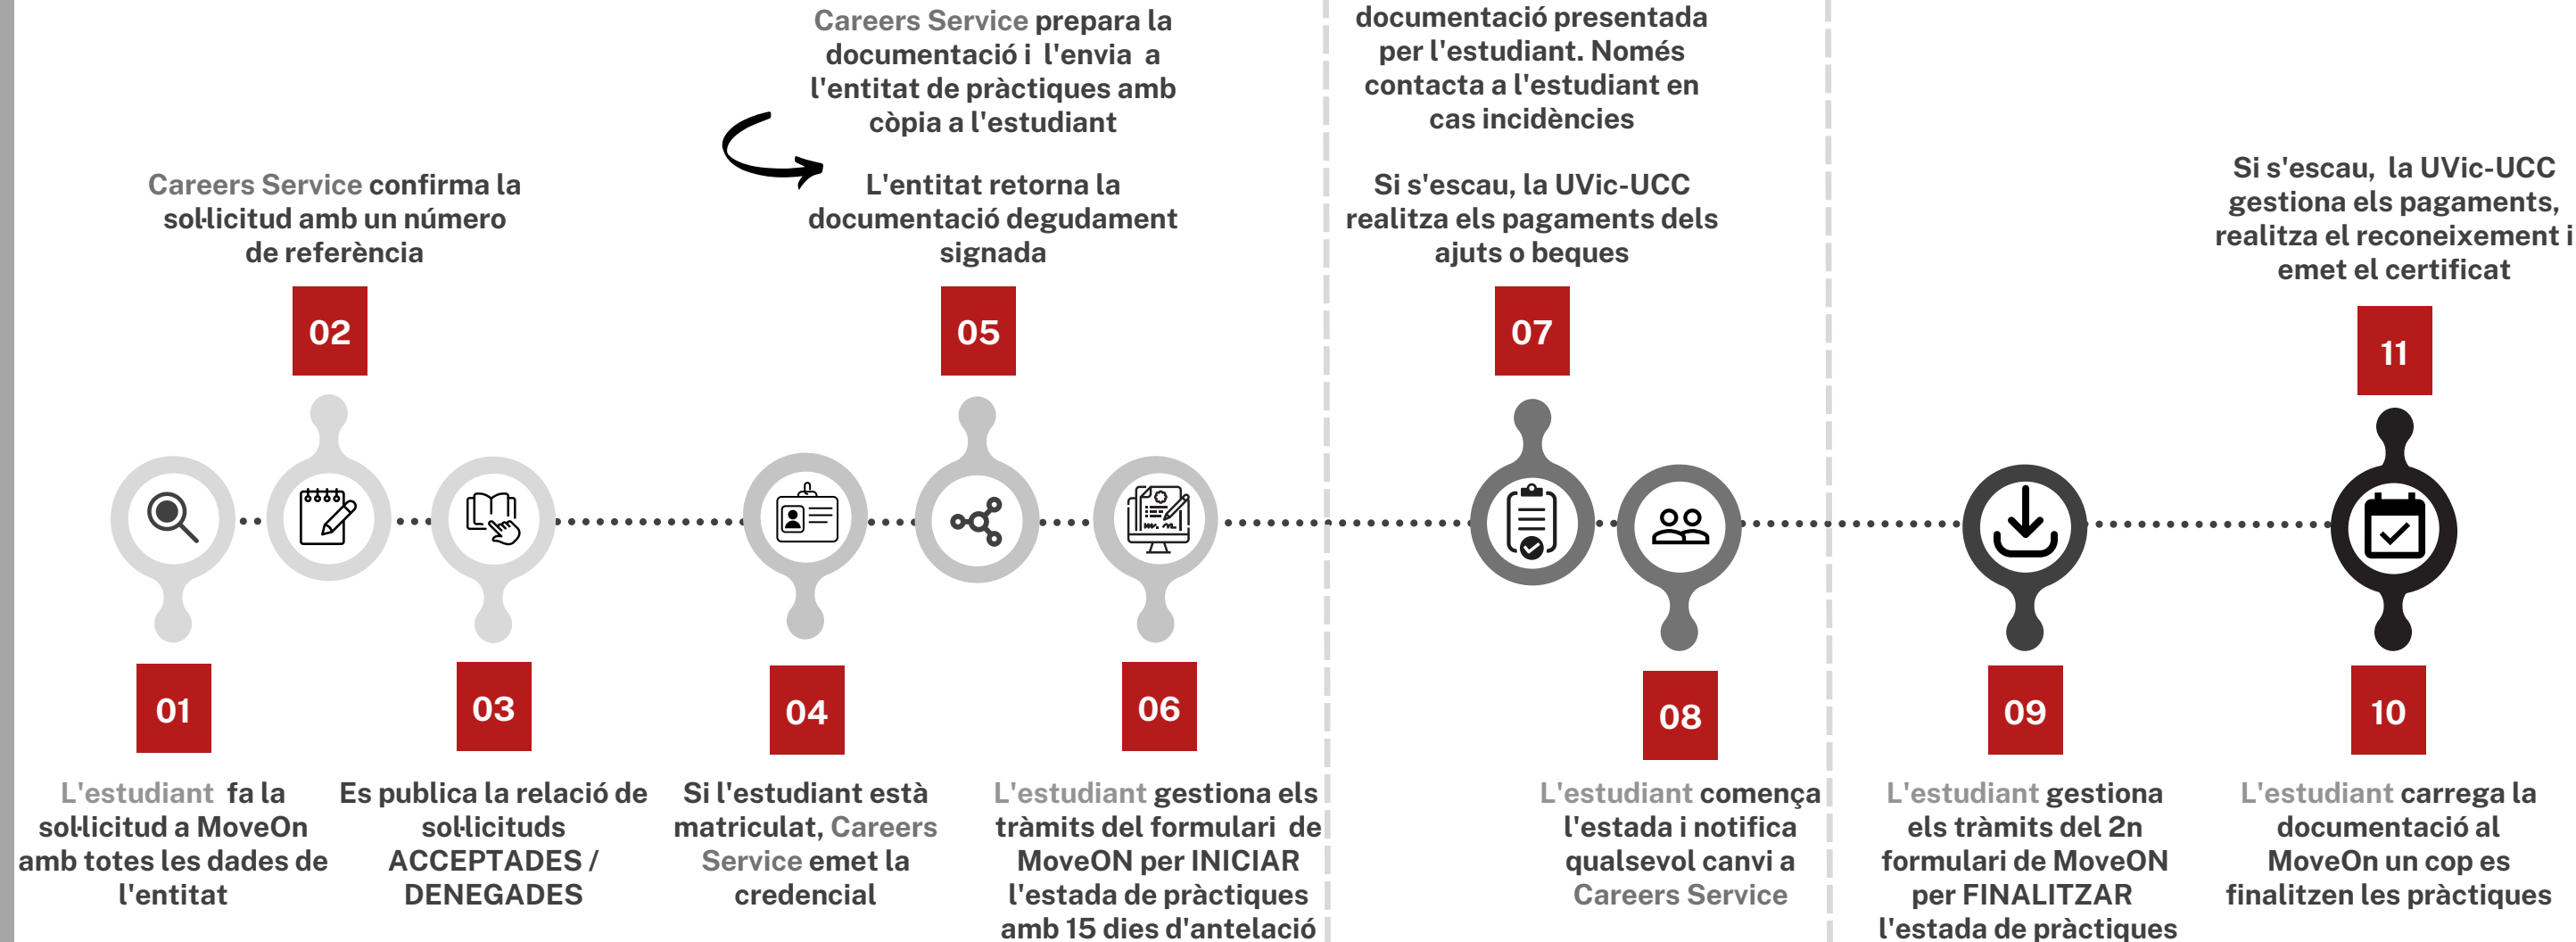 Careers Service confirma la
sol·licitud amb un número
de referència
02
Careers Service prepara la
documentació i l'envia a
l'entitat de pràctiques amb
còpia a l'estudiant
L'entitat retorna la
documentació degudament
signada
05
documentació presentada
per l'estudiant. Només
contacta a l'estudiant en
cas incidències
Si s'escau, la UVic-UCC
realitza els pagaments dels
ajuts o beques
07
Si s'escau, la UVic-UCC
gestiona els pagaments,
realitza el reconeixement i
emet el certificat
11
01
L'estudiant fa la
sol·licitud a MoveOn
amb totes les dades de
l'entitat
03
Es publica la relació de
sol·licituds
ACCEPTADES /
DENEGADES
04
Si l'estudiant està
matriculat, Careers
Service emet la
credencial
06
L'estudiant gestiona els
tràmits del formulari de
MoveON per INICIAR
l'estada de pràctiques
amb 15 dies d'antelació
08
L'estudiant comença
l'estada i notifica
qualsevol canvi a
Careers Service
09
L'estudiant gestiona
els tràmits del 2n
formulari de MoveON
per FINALITZAR
l'estada de pràctiques
10
L'estudiant carrega la
documentació al
MoveOn un cop es
finalitzen les pràctiques